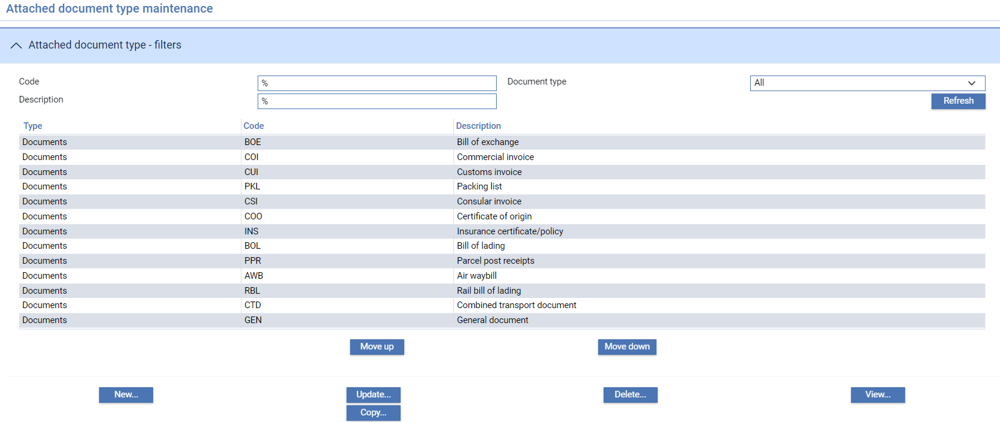 Attached document type maintenance
Attached document type - filters
Code % Document type All
Description % Refresh
Type Code Description
Documents BOE Bill of exchange
Documents COI Commercial invoice
Documents CUI Customs invoice
Documents PKL Packing list
Documents CSI Consular invoice
Documents COO Certificate of origin
Documents INS Insurance certificate/policy
Documents BOL Bill of lading
Documents PPR Parcel post receipts
Documents AWB Air waybill
Documents RBL Rail bill of lading
Documents CTD Combined transport document
Documents GEN General document
Move up Move down
New... Update... Delete... View...
Copy...